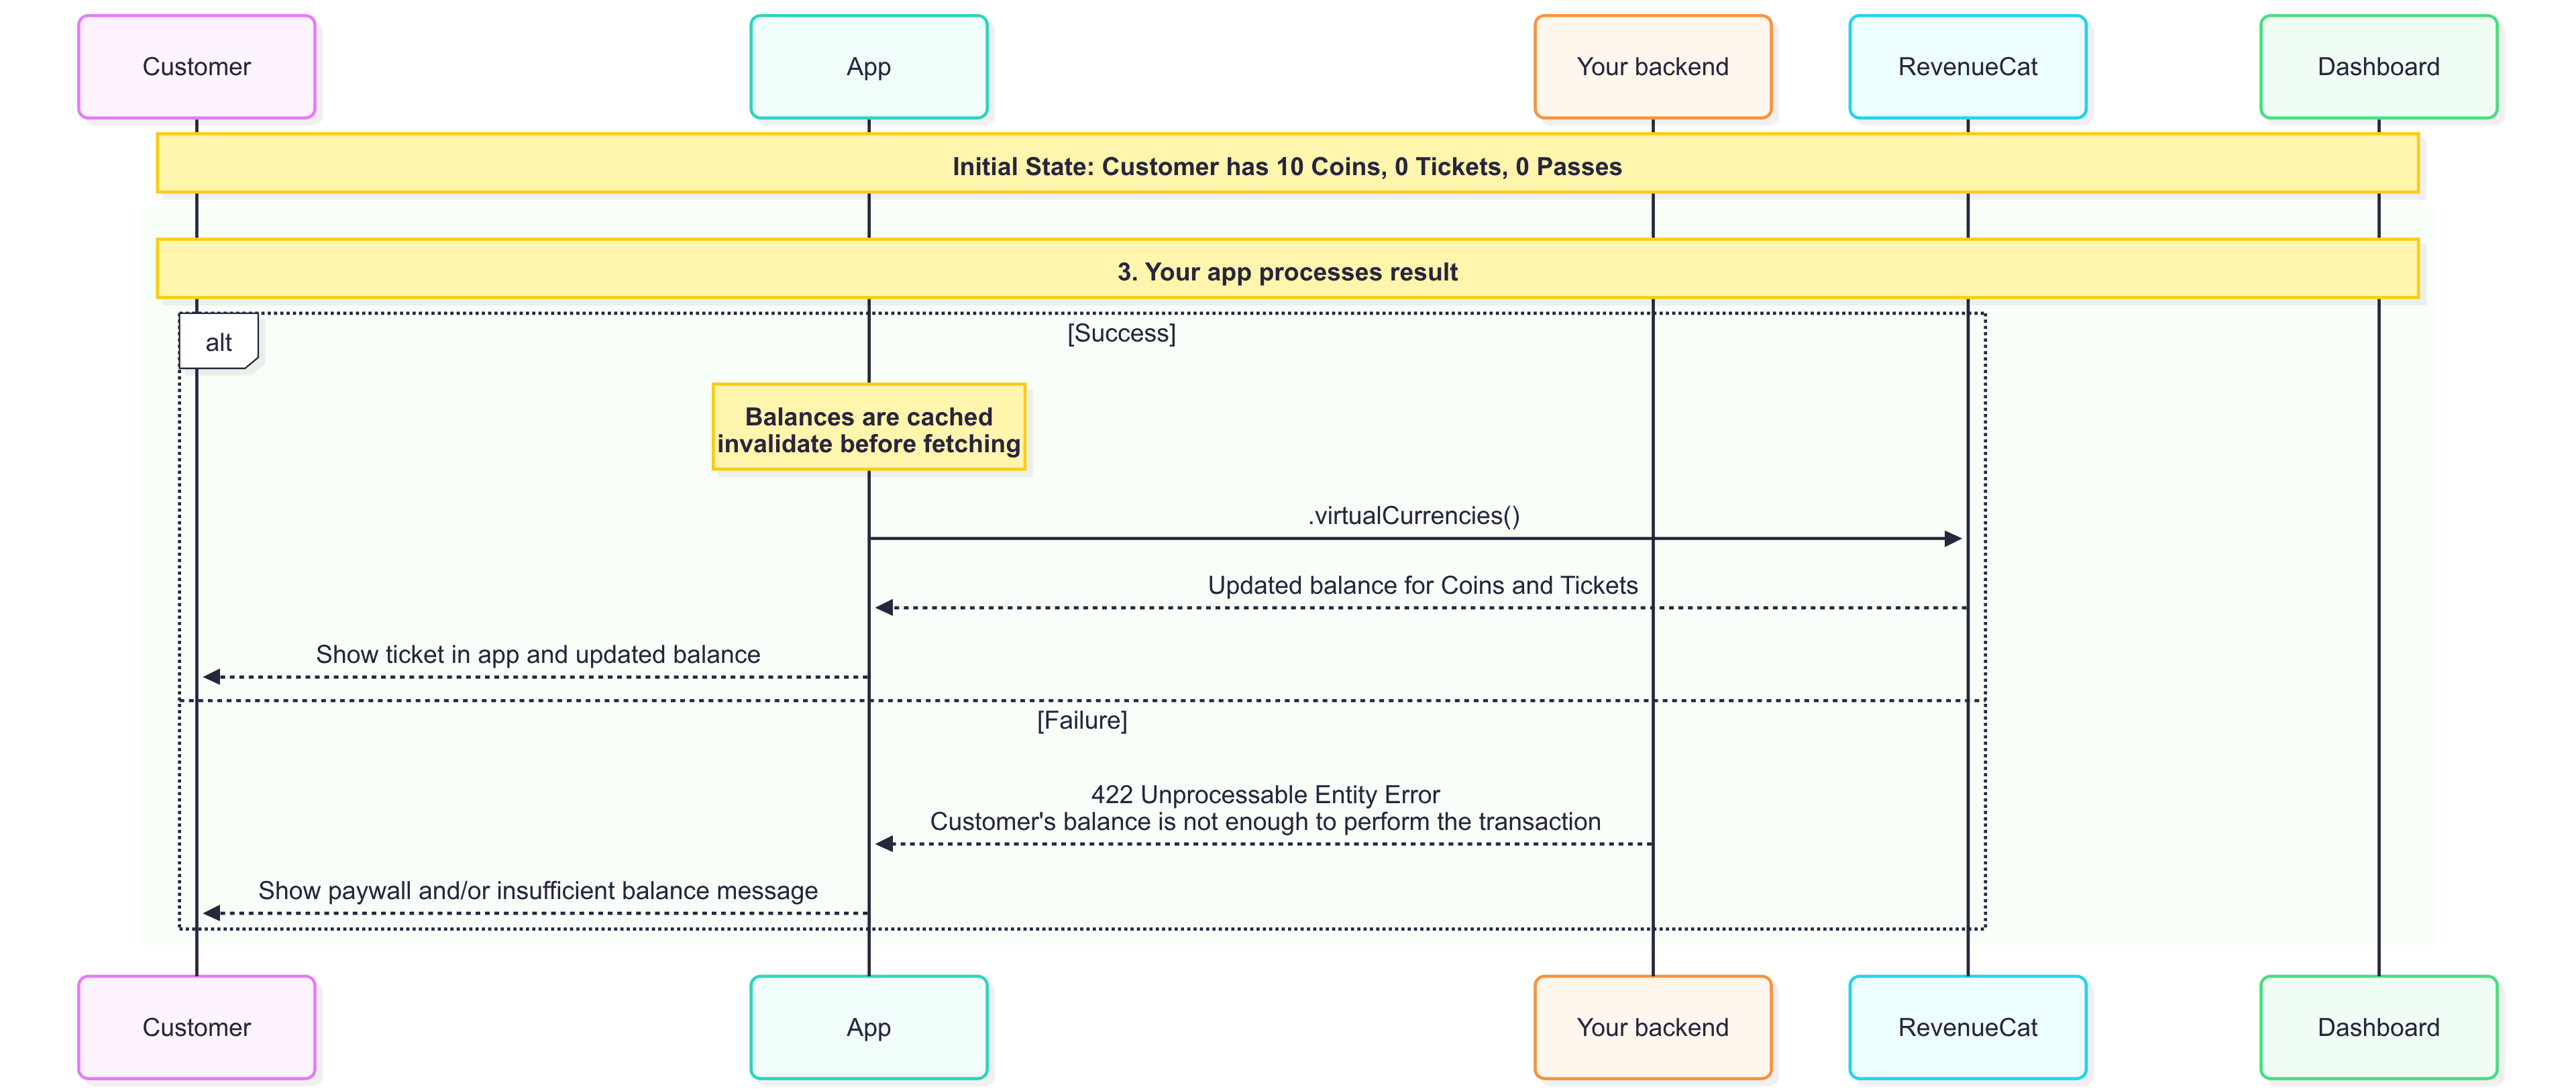 Customer
App
Your backend
RevenueCat
Dashboard
Initial State: Customer has 10 Coins, 0 Tickets, 0 Passes
3. Your app processes result
alt
[Success]
Balances are cached
invalidate before fetching
.virtualCurrencies()
Updated balance for Coins and Tickets
Show ticket in app and updated balance
[Failure]
422 Unprocessable Entity Error
Customer's balance is not enough to perform the transaction
Show paywall and/or insufficient balance message
Customer
App
Your backend
RevenueCat
Dashboard